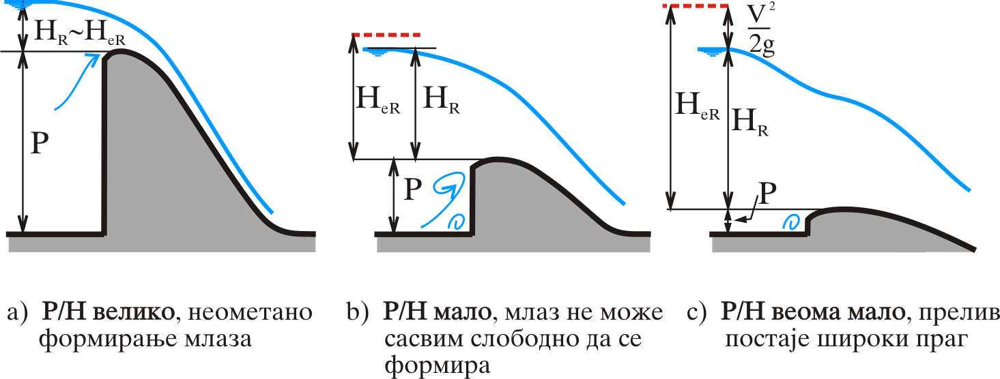 H_R~H_eR
P
H_eR
H_R
P
V²
2g
H_eR
H_R
P
a) P/H велико, неометано
формирање млаза
b) P/H мало, млаз не може
сасвим слободно да се
формира
c) P/H веома мало, прелив
постаје широки праг